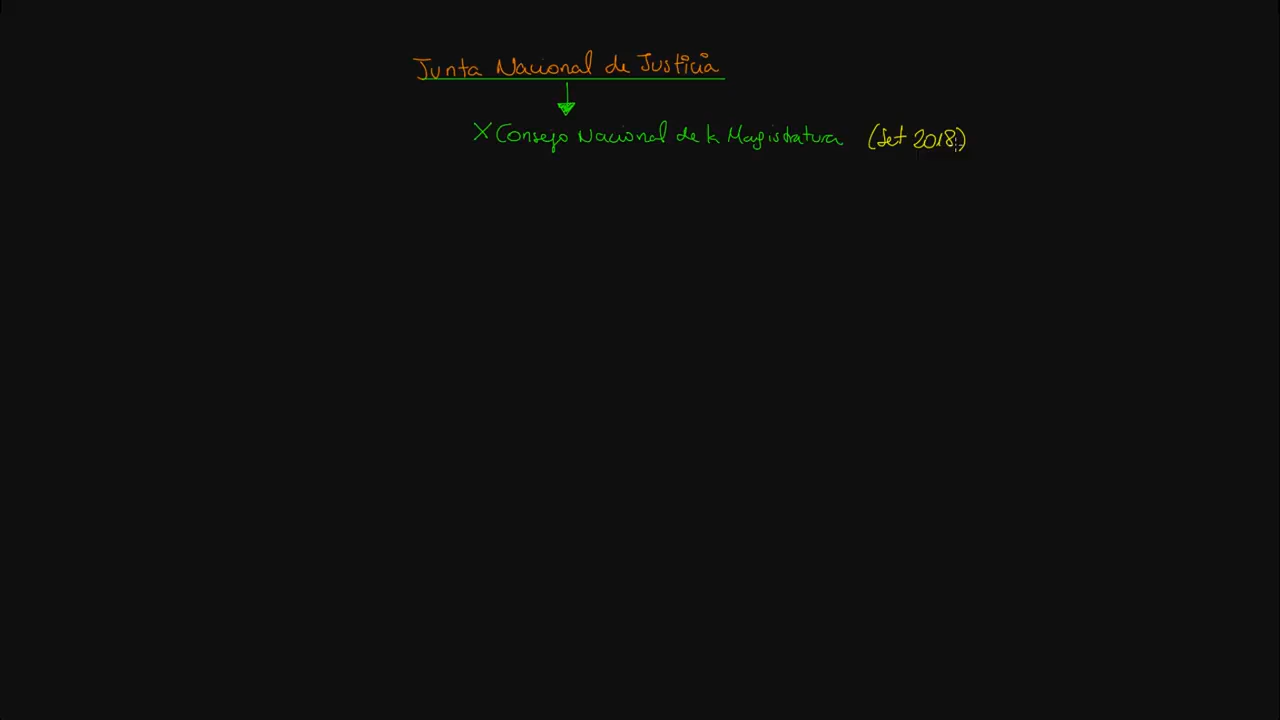 Junta Nacional de Justicia
X Consejo Nacional de la Magistratura (Set 2018)